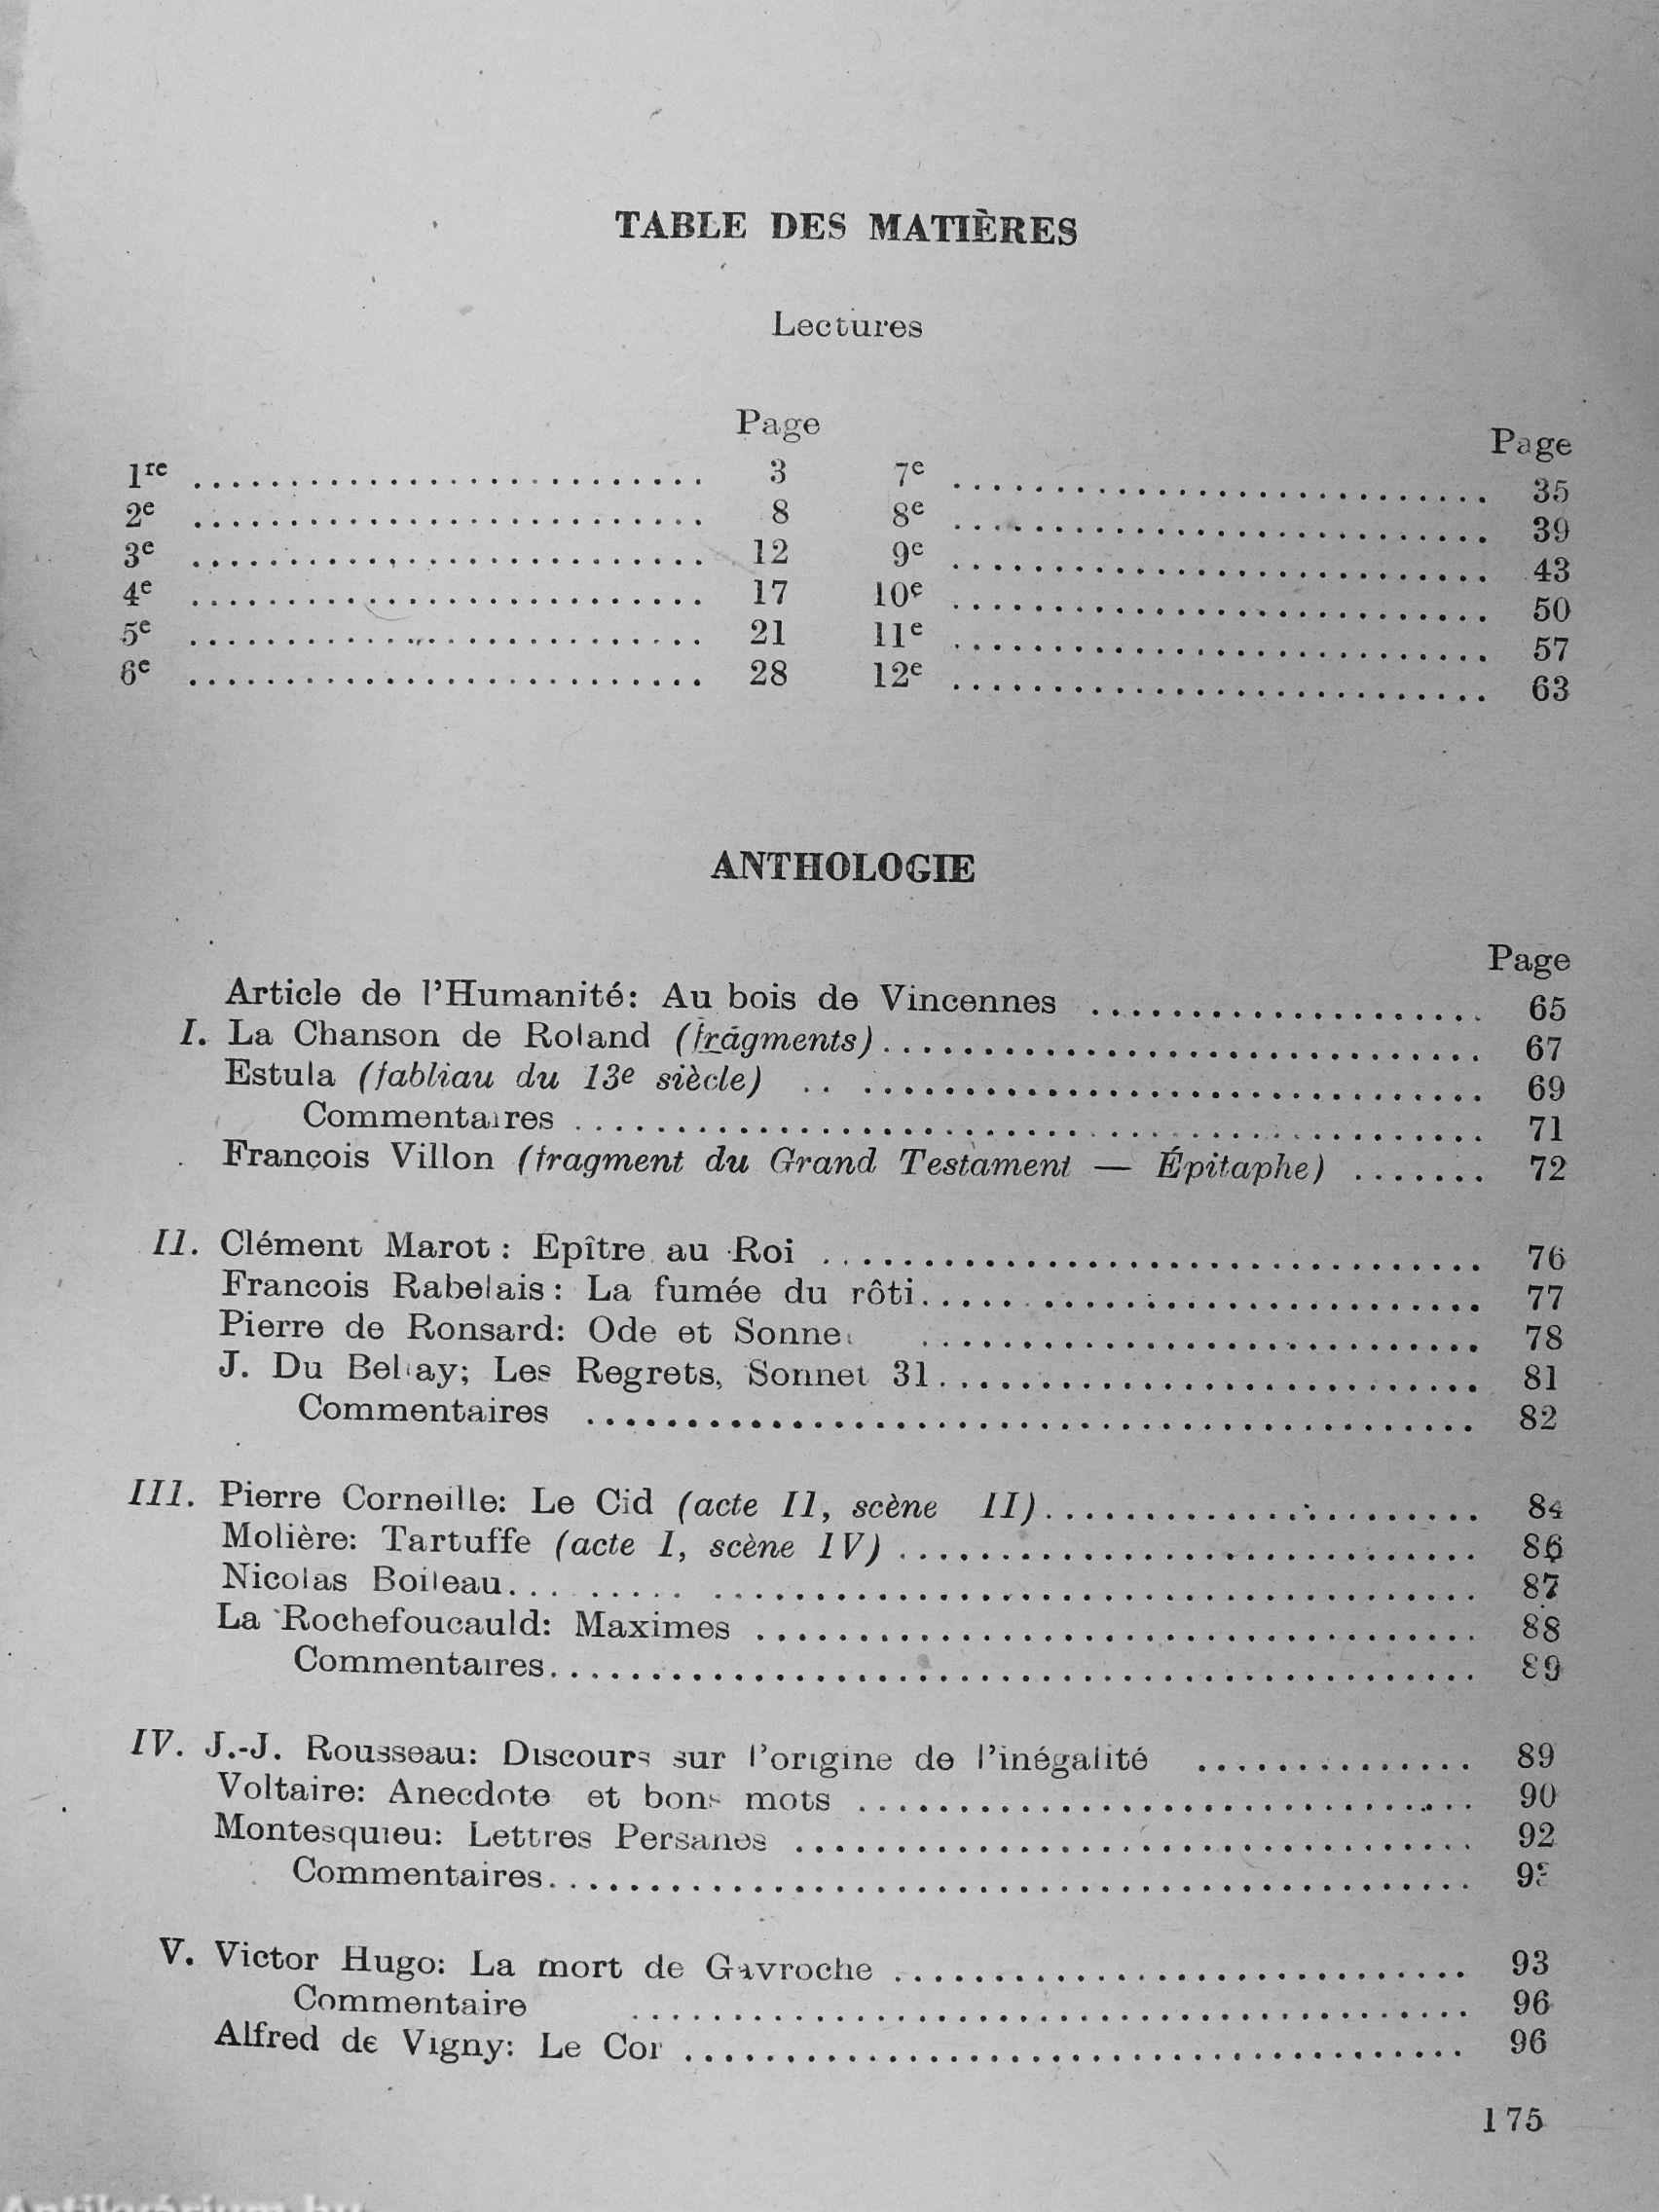 TABLE DES MATIÈRES
Lectures
Page Page
1re .......................... 3 7e .......................... 35
2e .......................... 8 8e .......................... 39
3e .......................... 12 9e .......................... 43
4e .......................... 17 10e .......................... 50
5e .......................... 21 11e .......................... 57
6e .......................... 28 12e .......................... 63
ANTHOLOGIE
Page
Article de l'Humanité: Au bois de Vincennes .................... 65
I. La Chanson de Roland (fragments).............................. 67
Estula (fabliau du 13e siècle) .. .............................. 69
Commentaires .............................................. 71
François Villon (fragment du Grand Testament — Épitaphe) ....... 72
II. Clément Marot: Epître au Roi ................................. 76
Francois Rabelais: La fumée du rôti............................ 77
Pierre de Ronsard: Ode et Sonnet ............................ 78
J. Du Bellay; Les Regrets, Sonnet 31........................... 81
Commentaires ............................................. 82
III. Pierre Corneille: Le Cid (acte II, scène II)...................... 84
Molière: Tartuffe (acte I, scène IV) ............................. 86
Nicolas Boileau... ..... ...................................... 87
La Rochefoucauld: Maximes .................................... 88
Commentaires............................................... 89
IV. J.-J. Rousseau: Discours sur l'origine de l'inégalité .............. 89
Voltaire: Anecdote et bons mots ............................... 90
Montesquieu: Lettres Persanes .................................. 92
Commentaires............................................... 93
V. Victor Hugo: La mort de Gavroche ............................. 93
Commentaire .......................................... 96
Alfred de Vigny: Le Cor ....................................... 96
175
Antikvárium.hu